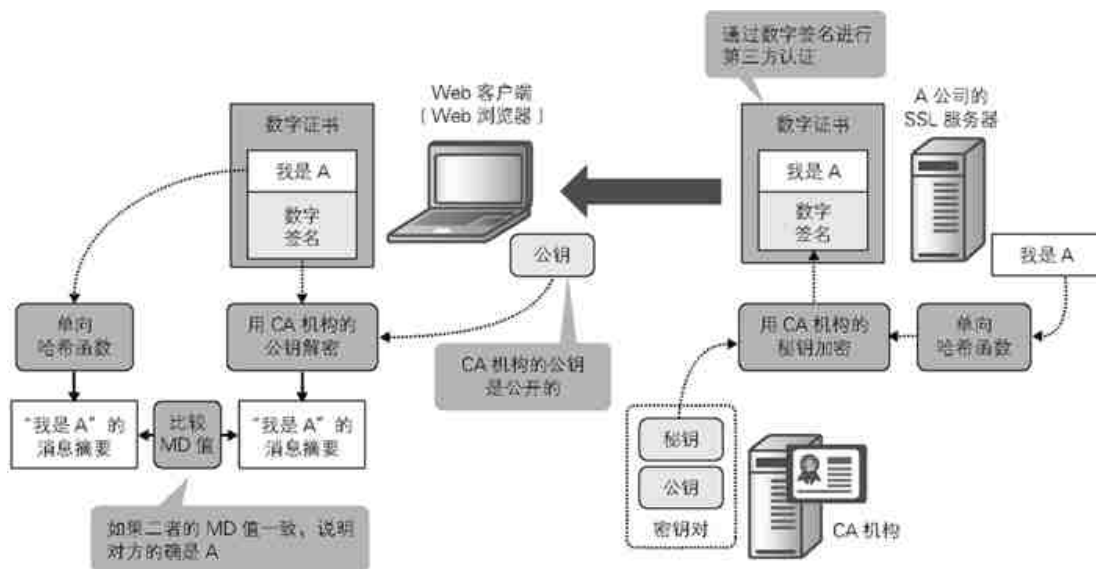 通过数字签名进行
第三方认证
Web 客户端
（Web 浏览器）
A 公司的
SSL 服务器
数字证书
我是 A
数字
签名
数字证书
我是 A
数字
签名
公钥
我是 A
单向
哈希函数
用 CA 机构的
公钥解密
CA 机构的公钥
是公开的
用 CA 机构的
秘钥加密
单向
哈希函数
“我是 A”的
消息摘要
比较
MD 值
“我是 A”的
消息摘要
秘钥
公钥
密钥对
CA 机构
如果二者的 MD 值一致，说明
对方的确是 A